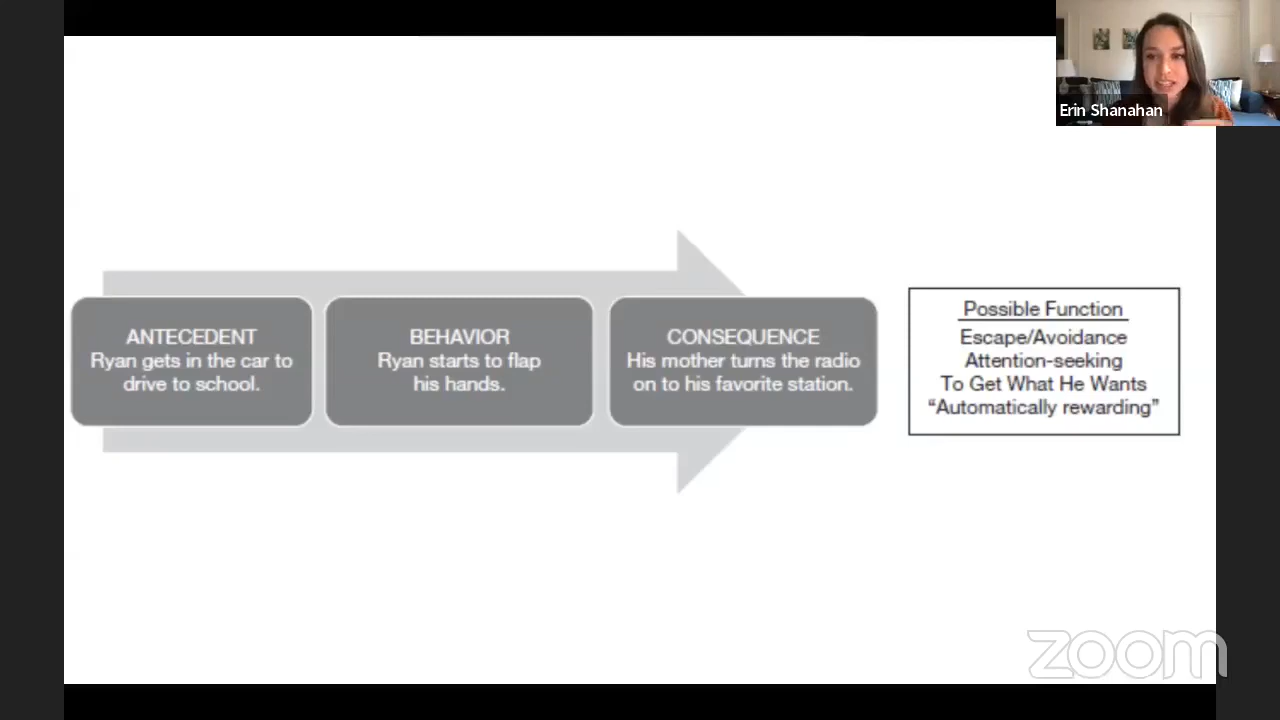 Erin Shanahan
ANTECEDENT
Ryan gets in the car to
drive to school.
BEHAVIOR
Ryan starts to flap
his hands.
CONSEQUENCE
His mother turns the radio
on to his favorite station.
Possible Function
Escape/Avoidance
Attention-seeking
To Get What He Wants
“Automatically rewarding”
zoom